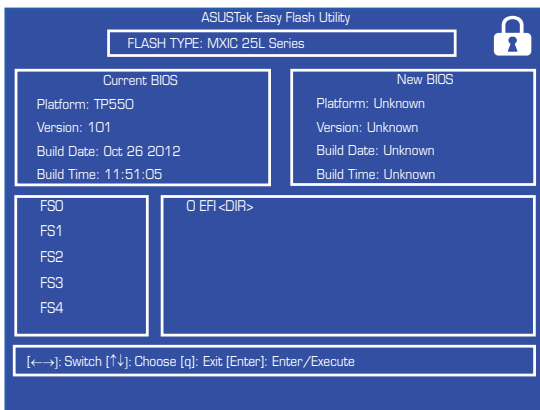 ASUSTek Easy Flash Utility
FLASH TYPE: MXIC 25L Series
Current BIOS
Platform: TP550
Version: 101
Build Date: Oct 26 2012
Build Time: 11:51:05
New BIOS
Platform: Unknown
Version: Unknown
Build Date: Unknown
Build Time: Unknown
FS0
FS1
FS2
FS3
FS4
0 EFI <DIR>
[←→]: Switch [↑↓]: Choose [q]: Exit [Enter]: Enter/Execute